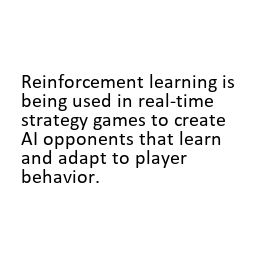 Reinforcement learning is
being used in real-time
strategy games to create
AI opponents that learn
and adapt to player
behavior.